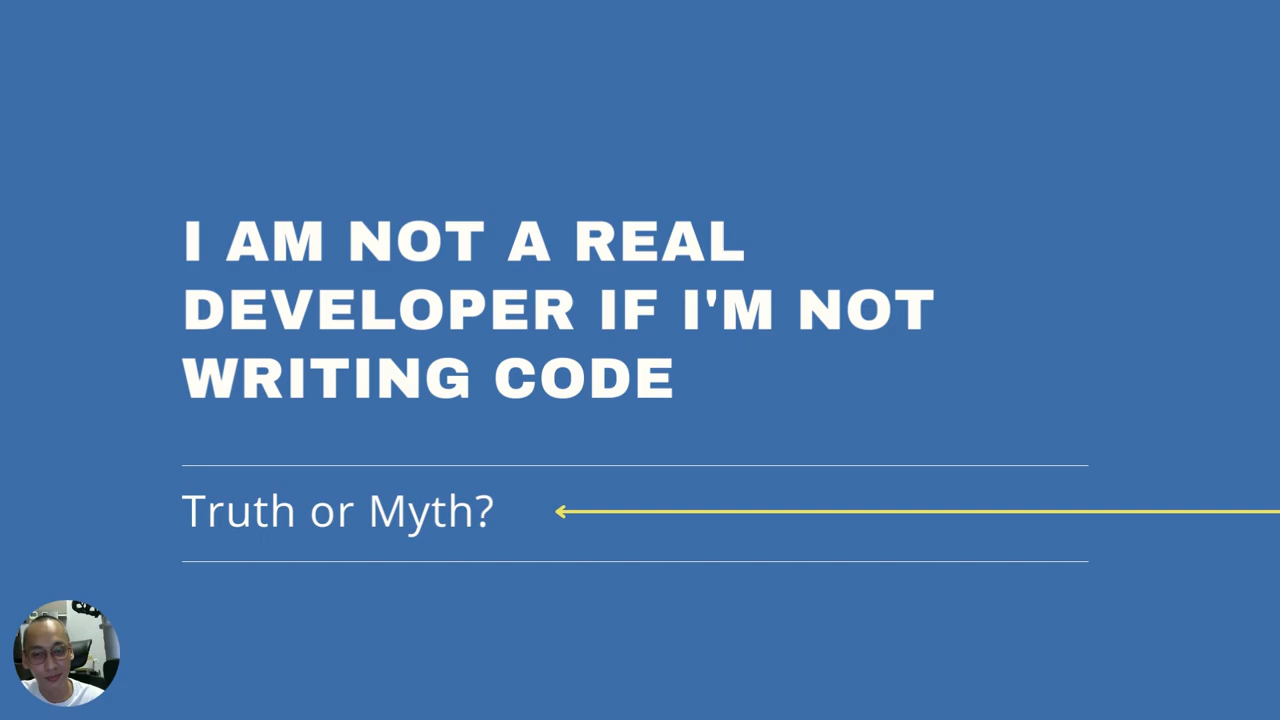 I AM NOT A REAL
DEVELOPER IF I'M NOT
WRITING CODE
Truth or Myth?